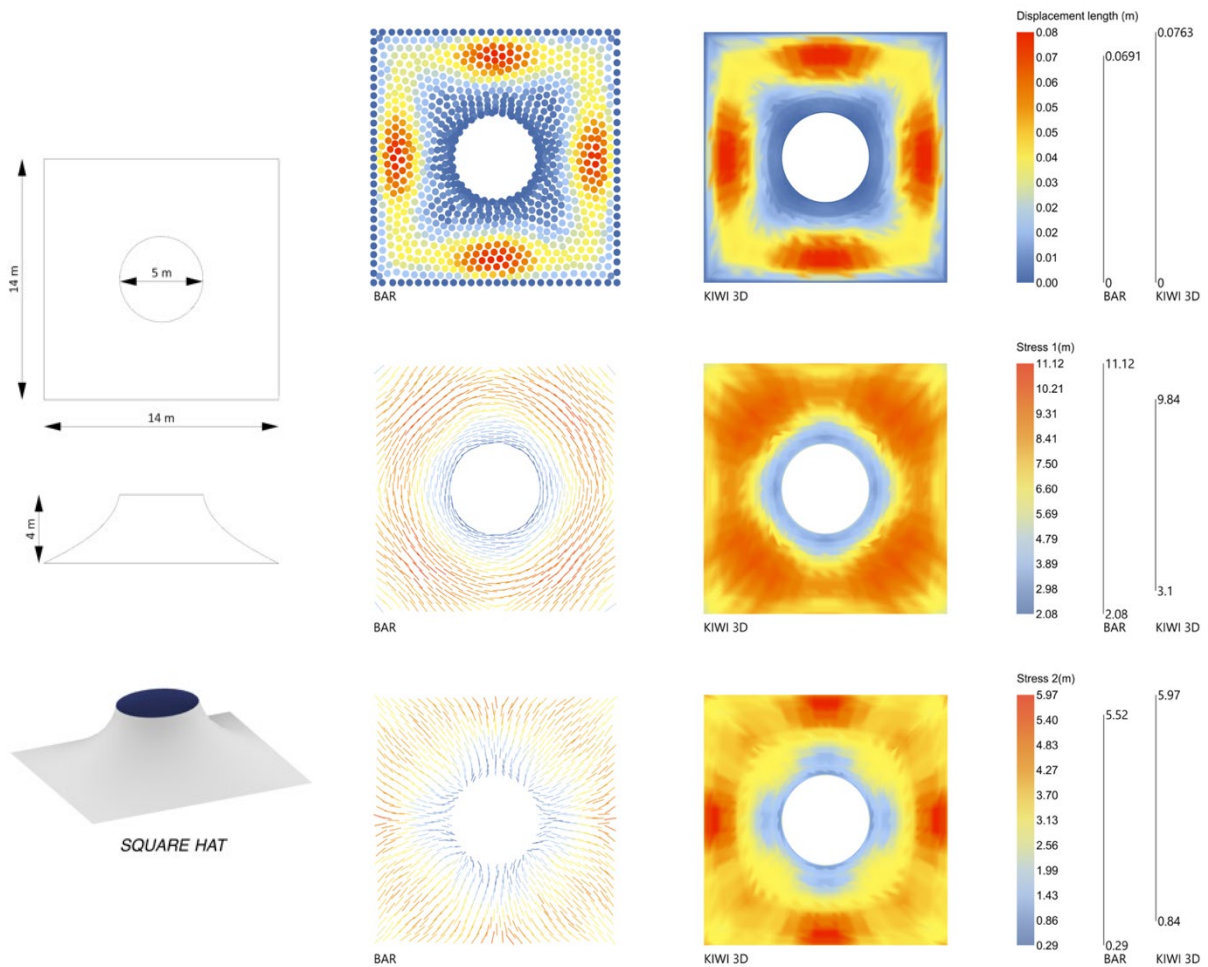 14 m
5 m
14 m
4 m
SQUARE HAT
BAR
KIWI 3D
Displacement length (m)
0.08
0.07
0.06
0.05
0.05
0.04
0.03
0.02
0.02
0.01
0.00
0.0691
0
BAR
0.0763
0
KIWI 3D
BAR
KIWI 3D
Stress 1(m)
11.12
10.21
9.31
8.41
7.50
6.60
5.69
4.79
3.89
2.98
2.08
11.12
2.08
BAR
9.84
3.1
KIWI 3D
BAR
KIWI 3D
Stress 2(m)
5.97
5.40
4.83
4.27
3.70
3.13
2.56
1.99
1.43
0.86
0.29
5.52
0.29
BAR
5.97
0.84
KIWI 3D